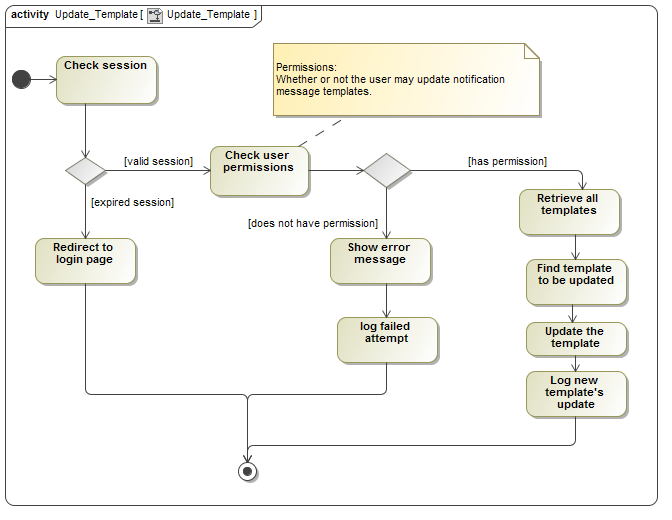 activity Update_Template [ Update_Template ]
Check session
Permissions:
Whether or not the user may update notification
message templates.
[valid session]
Check user
permissions
[has permission]
[expired session]
Retrieve all
templates
[does not have permission]
Redirect to
login page
Show error
message
Find template
to be updated
log failed
attempt
Update the
template
Log new
template's
update